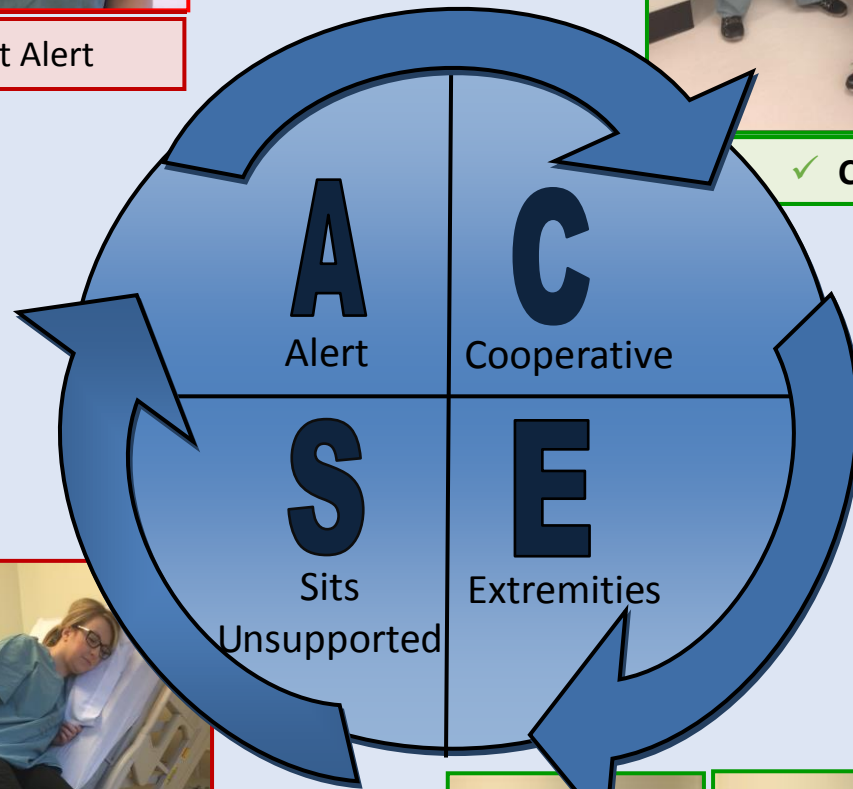 t Alert
✓ C
A C
Alert Cooperative
S E
Sits Extremities
Unsupported